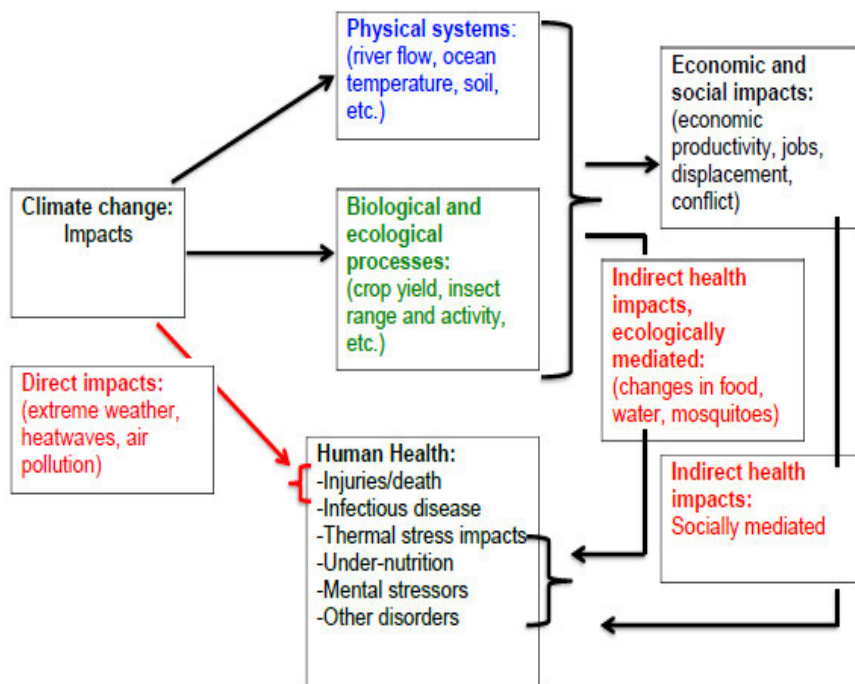 Physical systems:
(river flow, ocean
temperature, soil,
etc.)
Economic and
social impacts:
(economic
productivity, jobs,
displacement,
conflict)
Climate change:
Impacts
Biological and
ecological
processes:
(crop yield, insect
range and activity,
etc.)
Indirect health
impacts,
ecologically
mediated:
(changes in food,
water, mosquitoes)
Direct impacts:
(extreme weather,
heatwaves, air
pollution)
Human Health:
-Injuries/death
-Infectious disease
-Thermal stress impacts
-Under-nutrition
-Mental stressors
-Other disorders
Indirect health
impacts:
Socially mediated